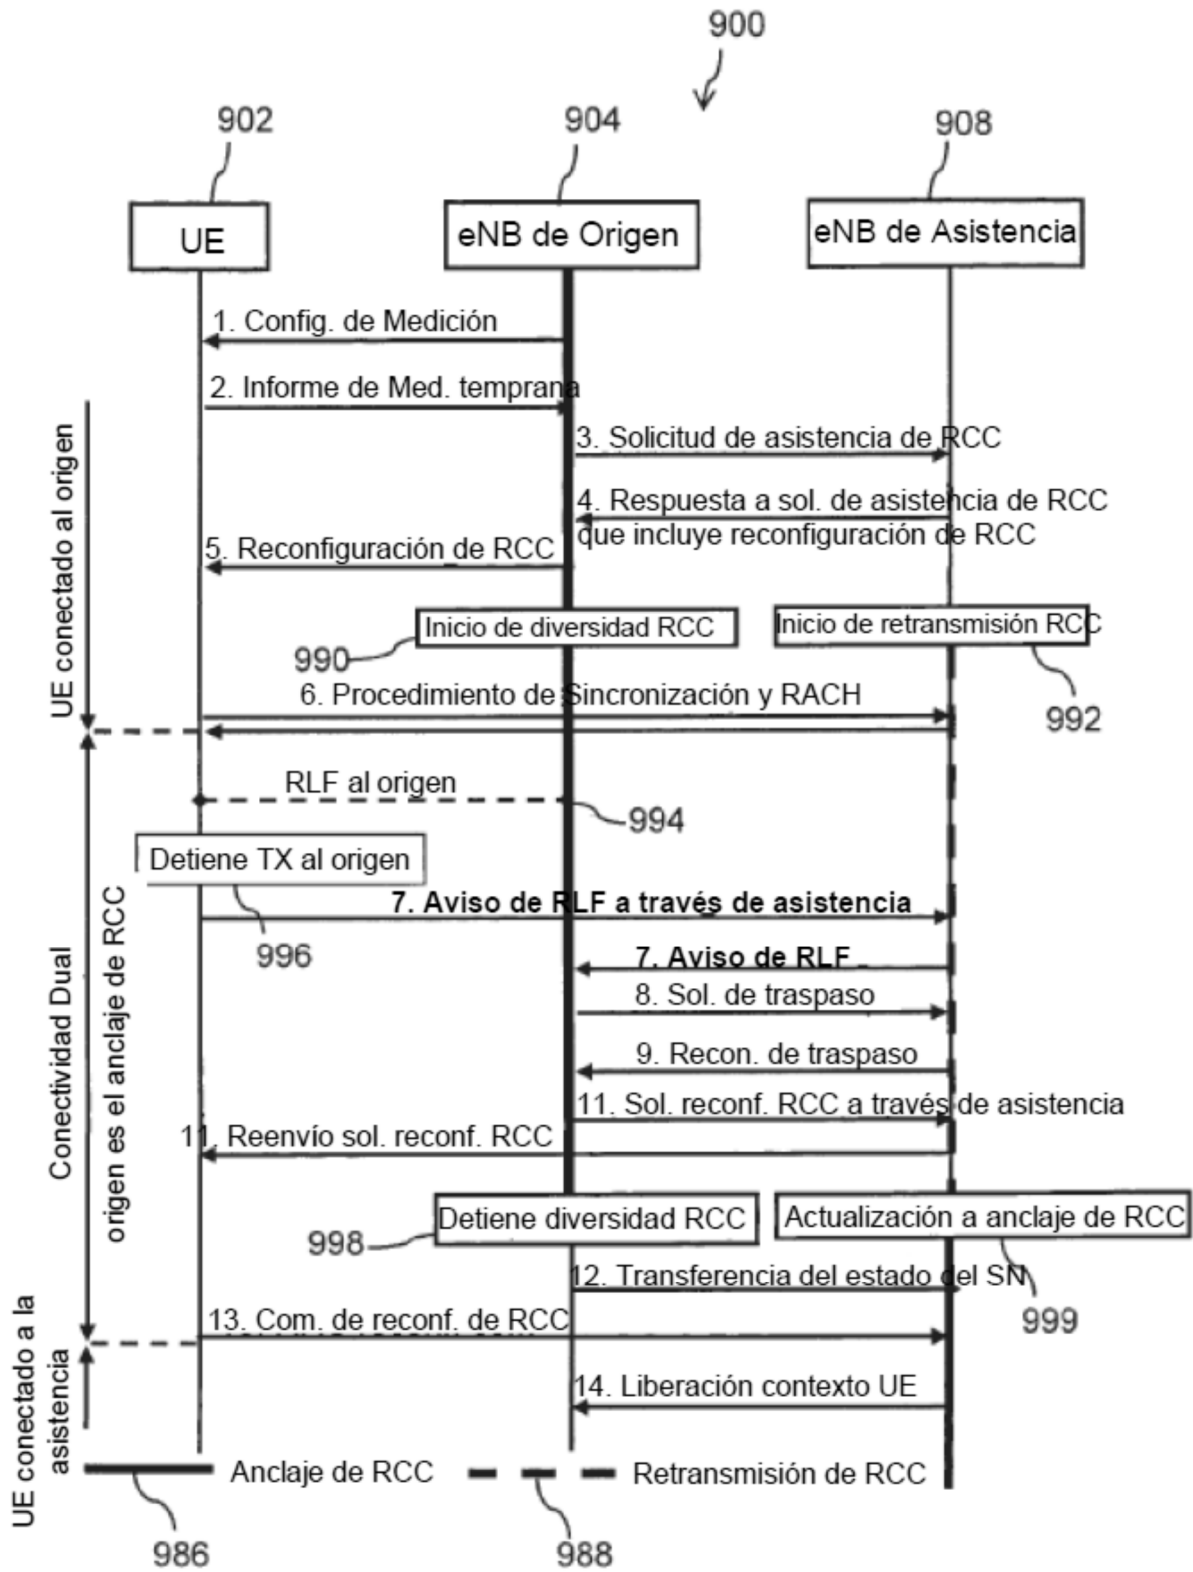 900
902
904
908
UE
eNB de Origen
eNB de Asistencia
1. Config. de Medición
2. Informe de Med. temprana
3. Solicitud de asistencia de RCC
4. Respuesta a sol. de asistencia de RCC
que incluye reconfiguración de RCC
5. Reconfiguración de RCC
UE conectado al origen
Inicio de diversidad RCC
Inicio de retransmisión RCC
990
992
6. Procedimiento de Sincronización y RACH
RLF al origen
994
Detiene TX al origen
996
7. Aviso de RLF a través de asistencia
7. Aviso de RLF
8. Sol. de traspaso
9. Recon. de traspaso
11. Sol. reconf. RCC a través de asistencia
11. Reenvío sol. reconf. RCC
Conectividad Dual
origen es el anclaje de RCC
Detiene diversidad RCC
Actualización a anclaje de RCC
998
999
12. Transferencia del estado del SN
13. Com. de reconf. de RCC
14. Liberación contexto UE
UE conectado a la
asistencia
Anclaje de RCC
Retransmisión de RCC
986
988